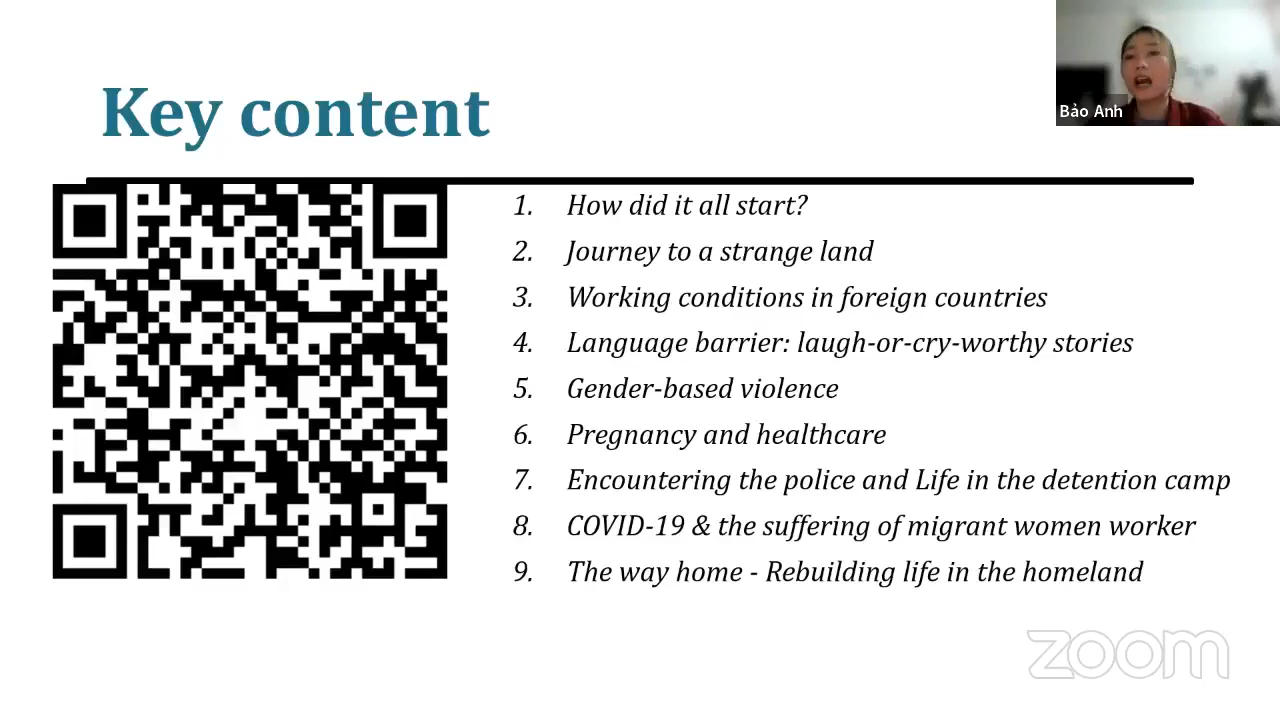 Key content
Bảo Anh
1. How did it all start?
2. Journey to a strange land
3. Working conditions in foreign countries
4. Language barrier: laugh-or-cry-worthy stories
5. Gender-based violence
6. Pregnancy and healthcare
7. Encountering the police and Life in the detention camp
8. COVID-19 & the suffering of migrant women worker
9. The way home - Rebuilding life in the homeland
zoom